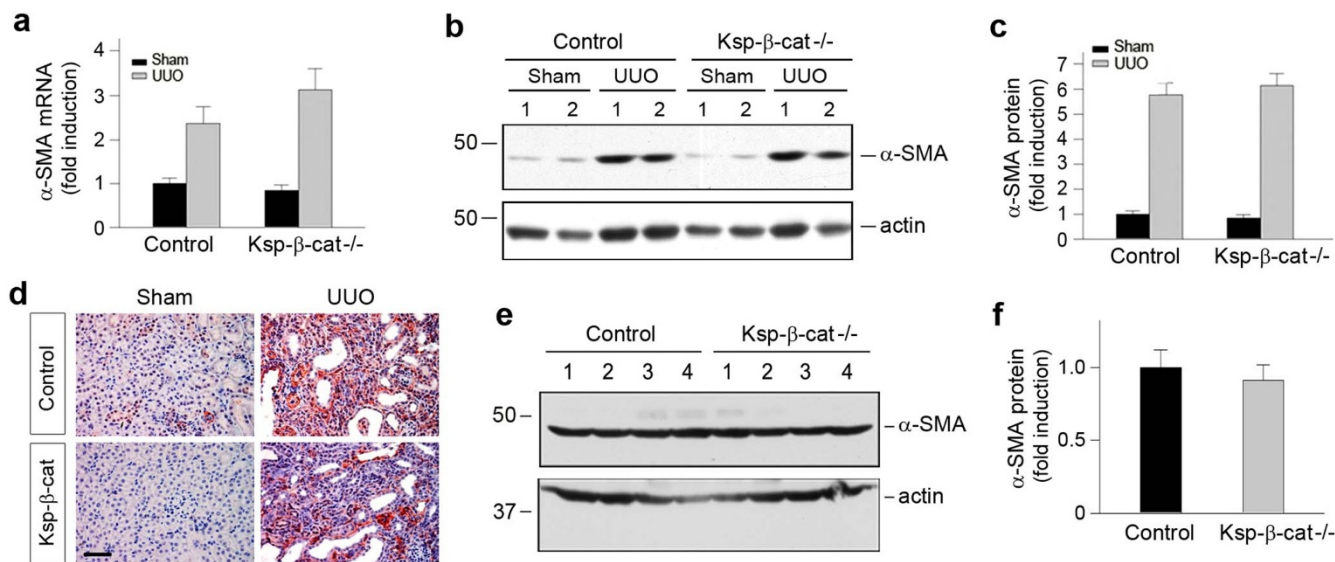 a
α-SMA mRNA
(fold induction)
4
3
2
1
0
Sham
UUO
Control
Ksp-β-cat-/-
b
Control
Ksp-β-cat-/-
Sham
UUO
Sham
UUO
1 2 1 2 1 2 1 2
50
α-SMA
50
actin
c
α-SMA protein
(fold induction)
7
6
5
4
3
2
1
0
Sham
UUO
Control
Ksp-β-cat-/-
d
Sham
UUO
Control
Ksp-β-cat
e
Control
Ksp-β-cat-/-
1 2 3 4 1 2 3 4
50
α-SMA
37
actin
f
α-SMA protein
(fold induction)
1.0
0.5
0
Control
Ksp-β-cat-/-